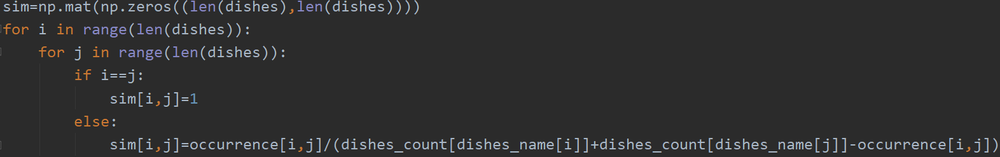 sim=np.mat(np.zeros((len(dishes),len(dishes))))
for i in range(len(dishes)):
    for j in range(len(dishes)):
        if i==j:
            sim[i,j]=1
        else:
            sim[i,j]=occurrence[i,j]/(dishes_count[dishes_name[i]]+dishes_count[dishes_name[j]]-occurrence[i,j])